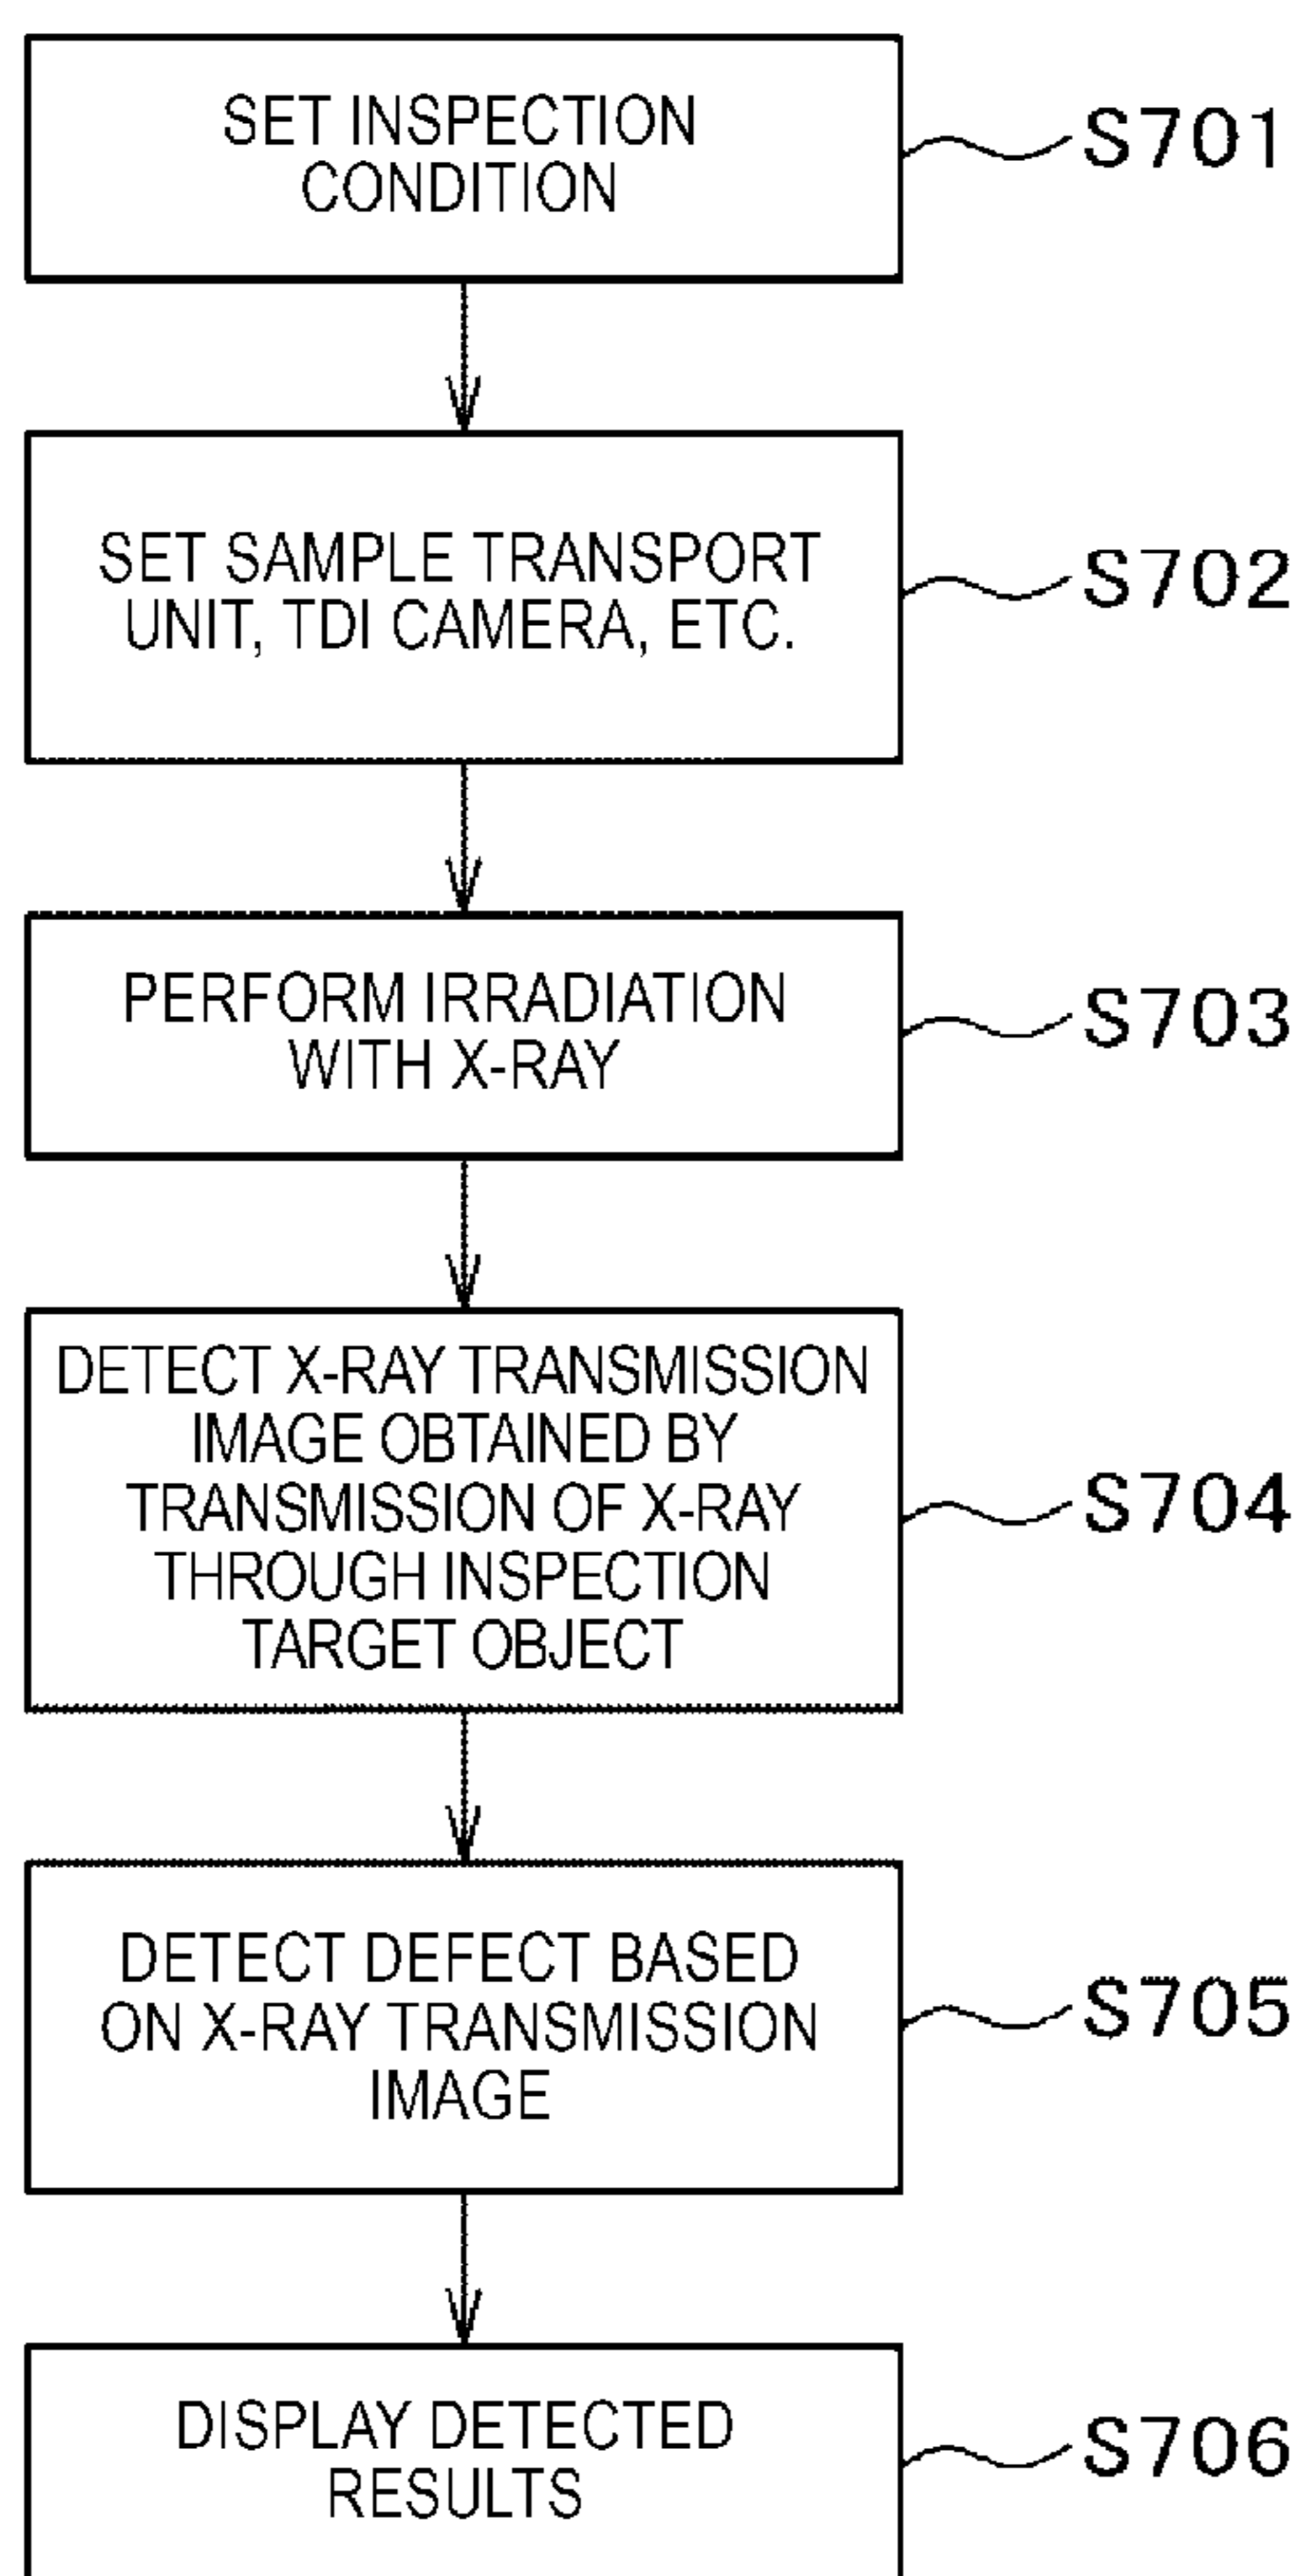 SET INSPECTION
CONDITION
S701
SET SAMPLE TRANSPORT
UNIT, TDI CAMERA, ETC.
S702
PERFORM IRRADIATION
WITH X-RAY
S703
DETECT X-RAY TRANSMISSION
IMAGE OBTAINED BY
TRANSMISSION OF X-RAY
THROUGH INSPECTION
TARGET OBJECT
S704
DETECT DEFECT BASED
ON X-RAY TRANSMISSION
IMAGE
S705
DISPLAY DETECTED
RESULTS
S706